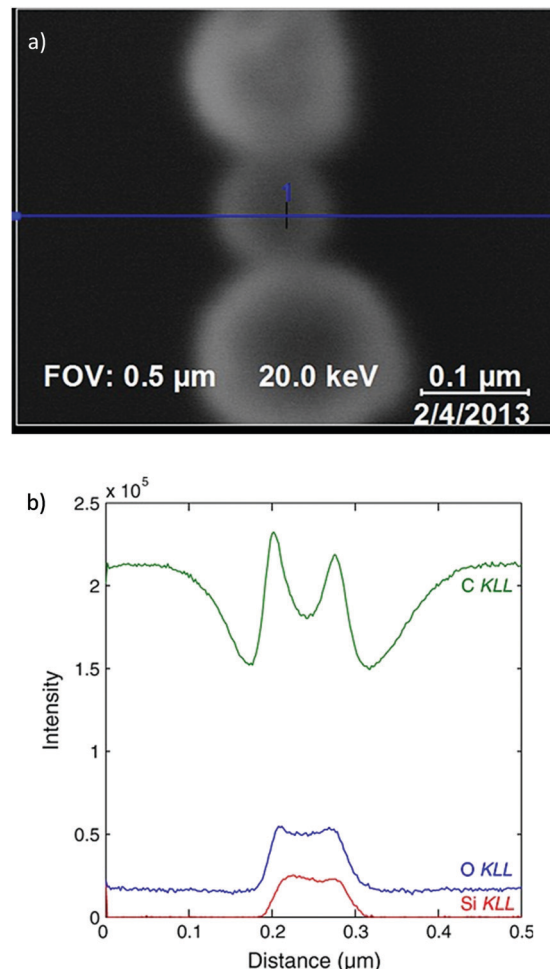 a)
1
FOV: 0.5 µm 20.0 keV 0.1 µm
2/4/2013
b)
2.5 × 10⁵
2
1.5
1
0.5
0
Intensity
C KLL
O KLL
Si KLL
0 0.1 0.2 0.3 0.4 0.5
Distance (µm)